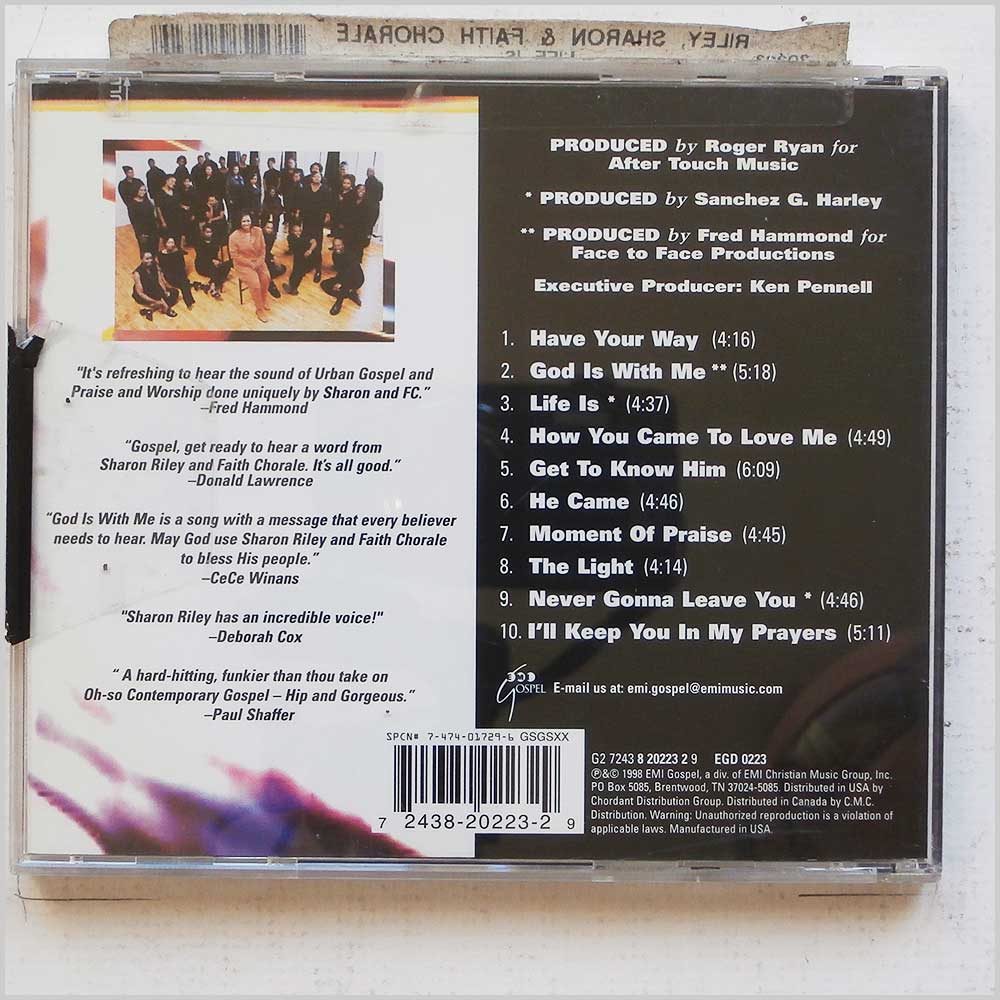 RILEY, SHARON & FAITH CHORALE
LIFE IS
"It's refreshing to hear the sound of Urban Gospel and
Praise and Worship done uniquely by Sharon and FC."
–Fred Hammond
"Gospel, get ready to hear a word from
Sharon Riley and Faith Chorale. It's all good."
–Donald Lawrence
"God Is With Me is a song with a message that every believer
needs to hear. May God use Sharon Riley and Faith Chorale
to bless His people."
–CeCe Winans
"Sharon Riley has an incredible voice!"
–Deborah Cox
" A hard-hitting, funkier than thou take on
Oh-so Contemporary Gospel – Hip and Gorgeous."
–Paul Shaffer
PRODUCED by Roger Ryan for
After Touch Music
* PRODUCED by Sanchez G. Harley
** PRODUCED by Fred Hammond for
Face to Face Productions
Executive Producer: Ken Pennell
1. Have Your Way (4:16)
2. God Is With Me ** (5:18)
3. Life Is * (4:37)
4. How You Came To Love Me (4:49)
5. Get To Know Him (6:09)
6. He Came (4:46)
7. Moment Of Praise (4:45)
8. The Light (4:14)
9. Never Gonna Leave You * (4:46)
10. I'll Keep You In My Prayers (5:11)
GOSPEL E-mail us at: emi.gospel@emimusic.com
SPCN# 7-474-01729-6 GSGSXX
7 2438-20223-2 9
G2 7243 8 20223 2 9 EGD 0223
℗&© 1998 EMI Gospel, a div. of EMI Christian Music Group, Inc.
PO Box 5085, Brentwood, TN 37024-5085. Distributed in USA by
Chordant Distribution Group. Distributed in Canada by C.M.C.
Distribution. Warning: Unauthorized reproduction is a violation of
applicable laws. Manufactured in USA.